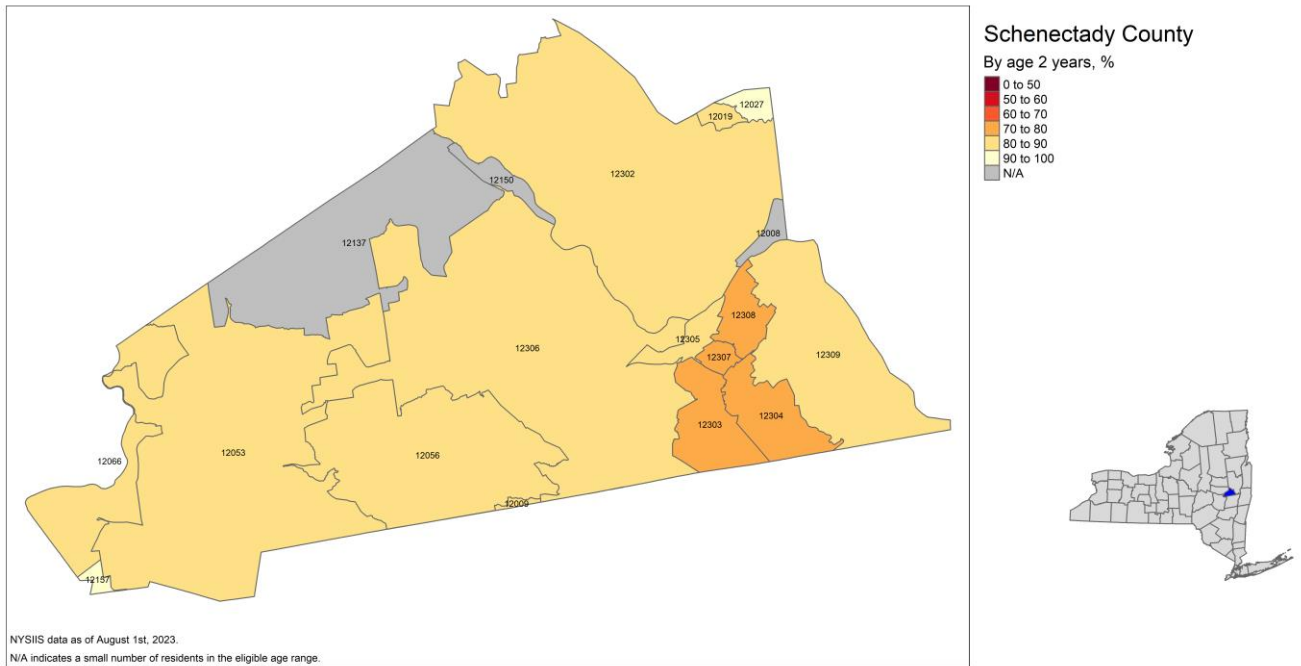 Schenectady County
By age 2 years, %
0 to 50
50 to 60
60 to 70
70 to 80
80 to 90
90 to 100
N/A
12027
12019
12302
12150
12137
12008
12308
12305
12306
12307
12309
12303
12304
12053
12056
12066
12009
12157
NYSIIS data as of August 1st, 2023.
N/A indicates a small number of residents in the eligible age range.